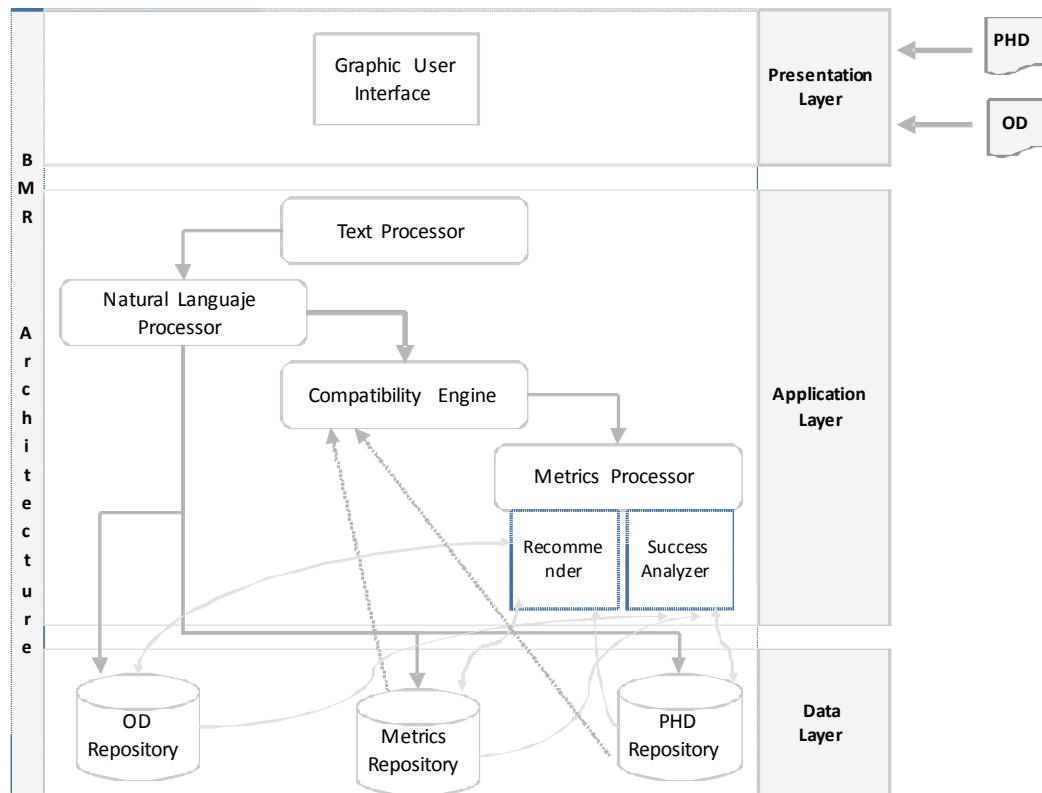 PHD
Graphic User
Interface
Presentation
Layer
OD
B
M
R
A
r
c
h
i
t
e
c
t
u
r
e
Text Processor
Natural Languaje
Processor
Compatibility Engine
Application
Layer
Metrics Processor
Recomme
nder
Success
Analyzer
OD
Repository
Metrics
Repository
PHD
Repository
Data
Layer